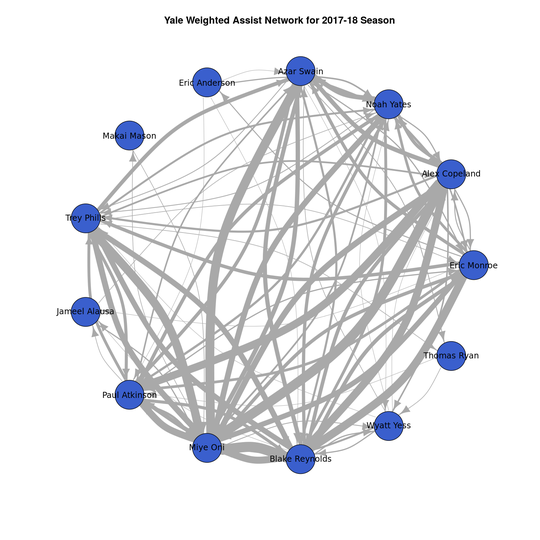 Yale Weighted Assist Network for 2017-18 Season
Azar Swain
Eric Anderson
Noah Yates
Makai Mason
Alex Copeland
Trey Phills
Eric Monroe
Jameel Alausa
Thomas Ryan
Paul Atkinson
Wyatt Yess
Miye Oni
Blake Reynolds